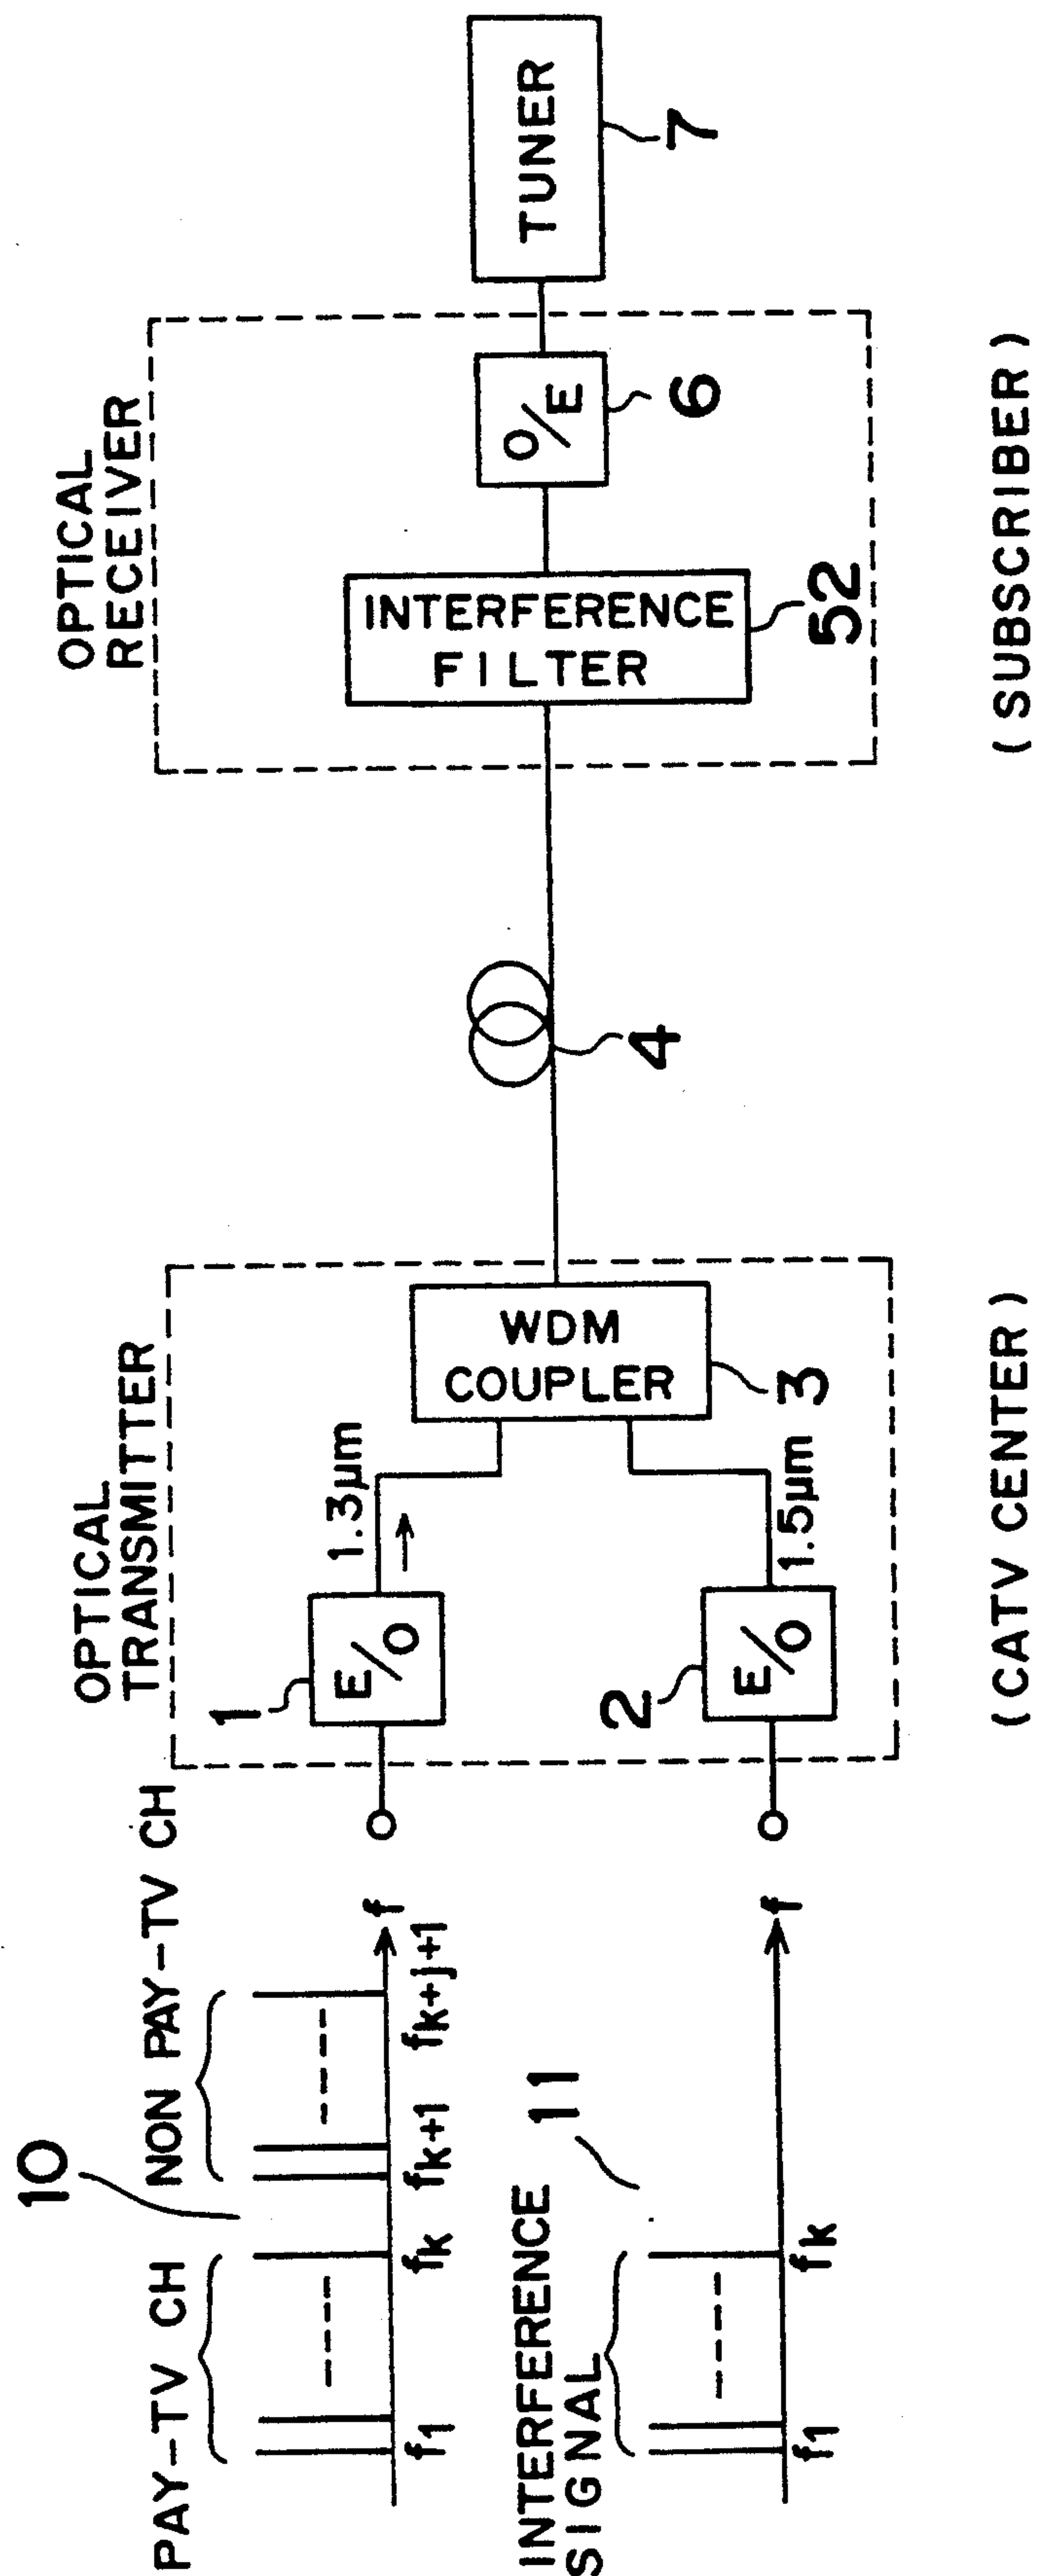 PAY-TV CH
NON PAY-TV CH
10
f1
fk
fk+1
fk+j+1
f
INTERFERENCE
SIGNAL
11
f1
fk
f
OPTICAL
TRANSMITTER
1
E/O
1.3μm
2
E/O
1.5μm
WDM
COUPLER
3
(CATV CENTER)
4
OPTICAL
RECEIVER
INTERFERENCE
FILTER
52
O/E
6
TUNER
7
(SUBSCRIBER)